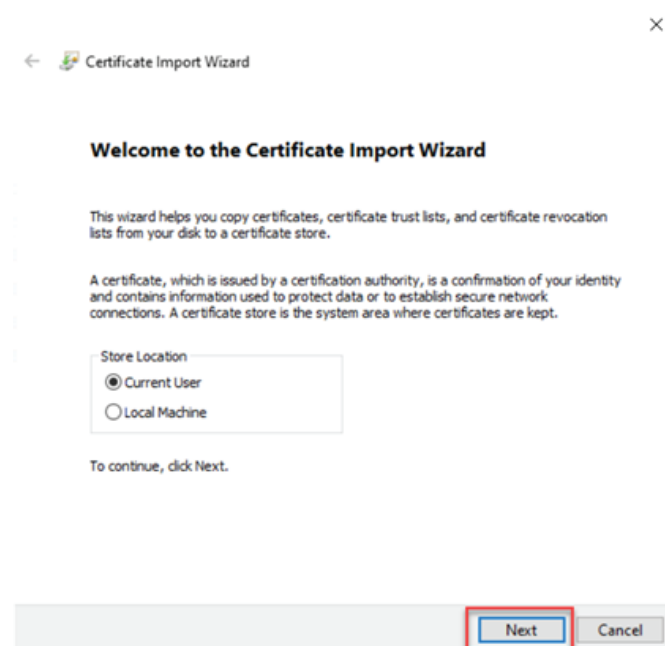 Certificate Import Wizard
Welcome to the Certificate Import Wizard
This wizard helps you copy certificates, certificate trust lists, and certificate revocation
lists from your disk to a certificate store.
A certificate, which is issued by a certification authority, is a confirmation of your identity
and contains information used to protect data or to establish secure network
connections. A certificate store is the system area where certificates are kept.
Store Location
Current User
Local Machine
To continue, click Next.
Next Cancel